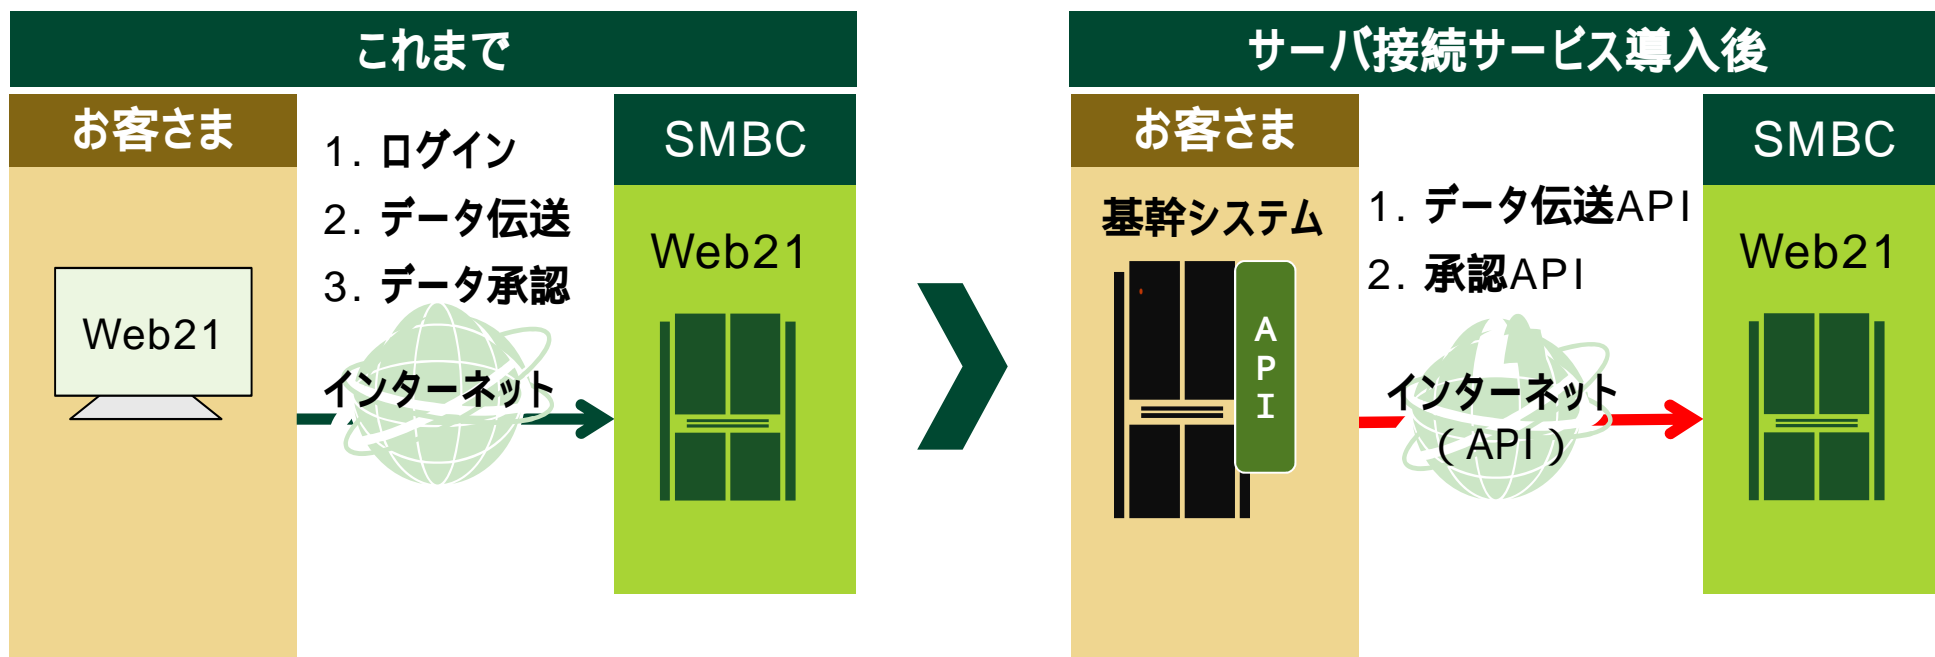 これまで
お客さま
1. ログイン
2. データ伝送
3. データ承認
SMBC
Web21
Web21
インターネット
サーバ接続サービス導入後
お客さま
基幹システム
API
1. データ伝送API
2. 承認API
SMBC
Web21
インターネット
(API)